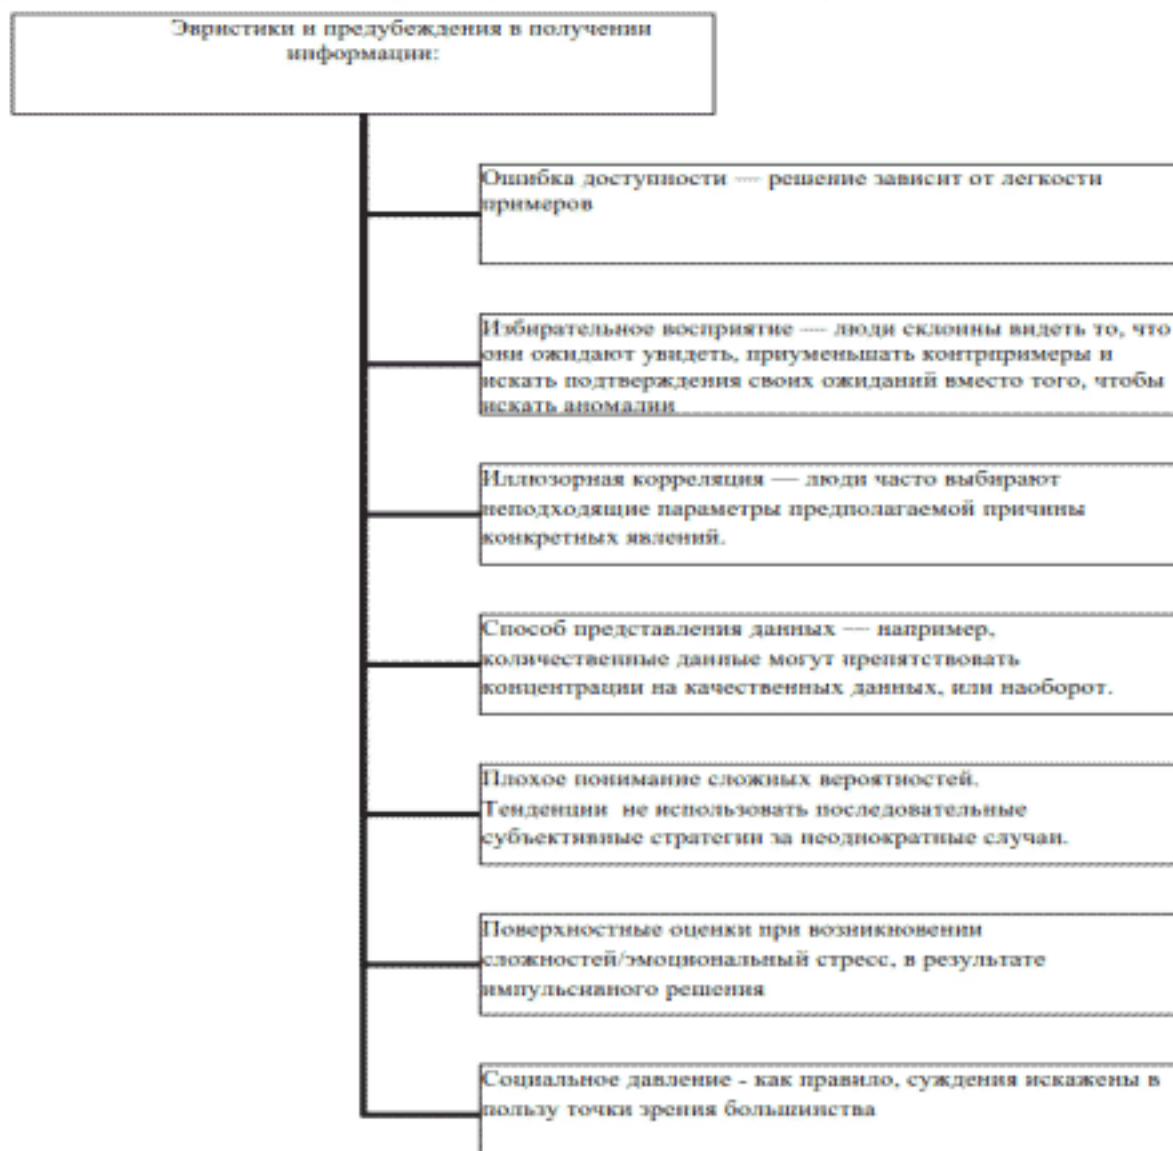 Эвристики и предубеждения в получении
информации:
Ошибка доступности — решение зависит от легкости
примеров
Избирательное восприятие — люди склонны видеть то, что
они ожидают увидеть, приуменьшать контрпримеры и
искать подтверждения своих ожиданий вместо того, чтобы
искать аномалии
Иллюзорная корреляция — люди часто выбирают
неподходящие параметры предполагаемой причины
конкретных явлений.
Способ представления данных — например,
количественные данные могут препятствовать
концентрации на качественных данных, или наоборот.
Плохое понимание сложных вероятностей.
Тенденции не использовать последовательные
субъективные стратегии за неоднократные случаи.
Поверхностные оценки при возникновении
сложностей/эмоциональный стресс, в результате
импульсивного решения
Социальное давление - как правило, суждения искажены в
пользу точки зрения большинства